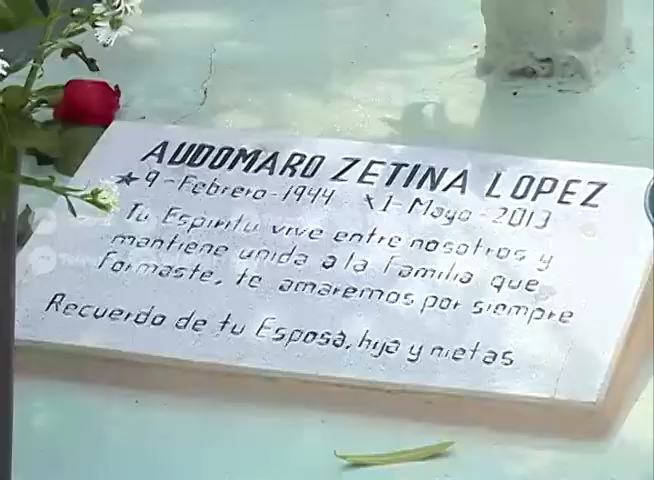 AUDOMARO ZETINA LOPEZ
9-Febrero-1944 1-Mayo-2013
Tu Espiritu vive entre nosotros y
mantiene unida a la Familia que
formaste, te amaremos por siempre
Recuerdo de tu Esposa, hija y nietas